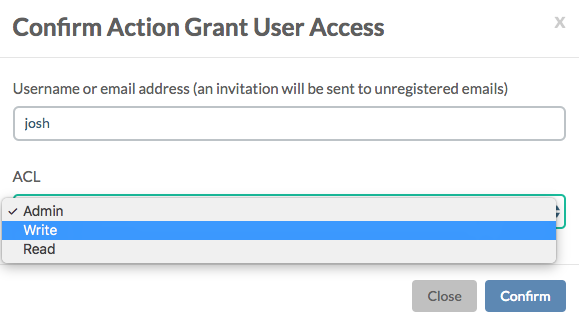 Confirm Action Grant User Access
x
Username or email address (an invitation will be sent to unregistered emails)
josh
ACL
✓ Admin
Write
Read
Close Confirm